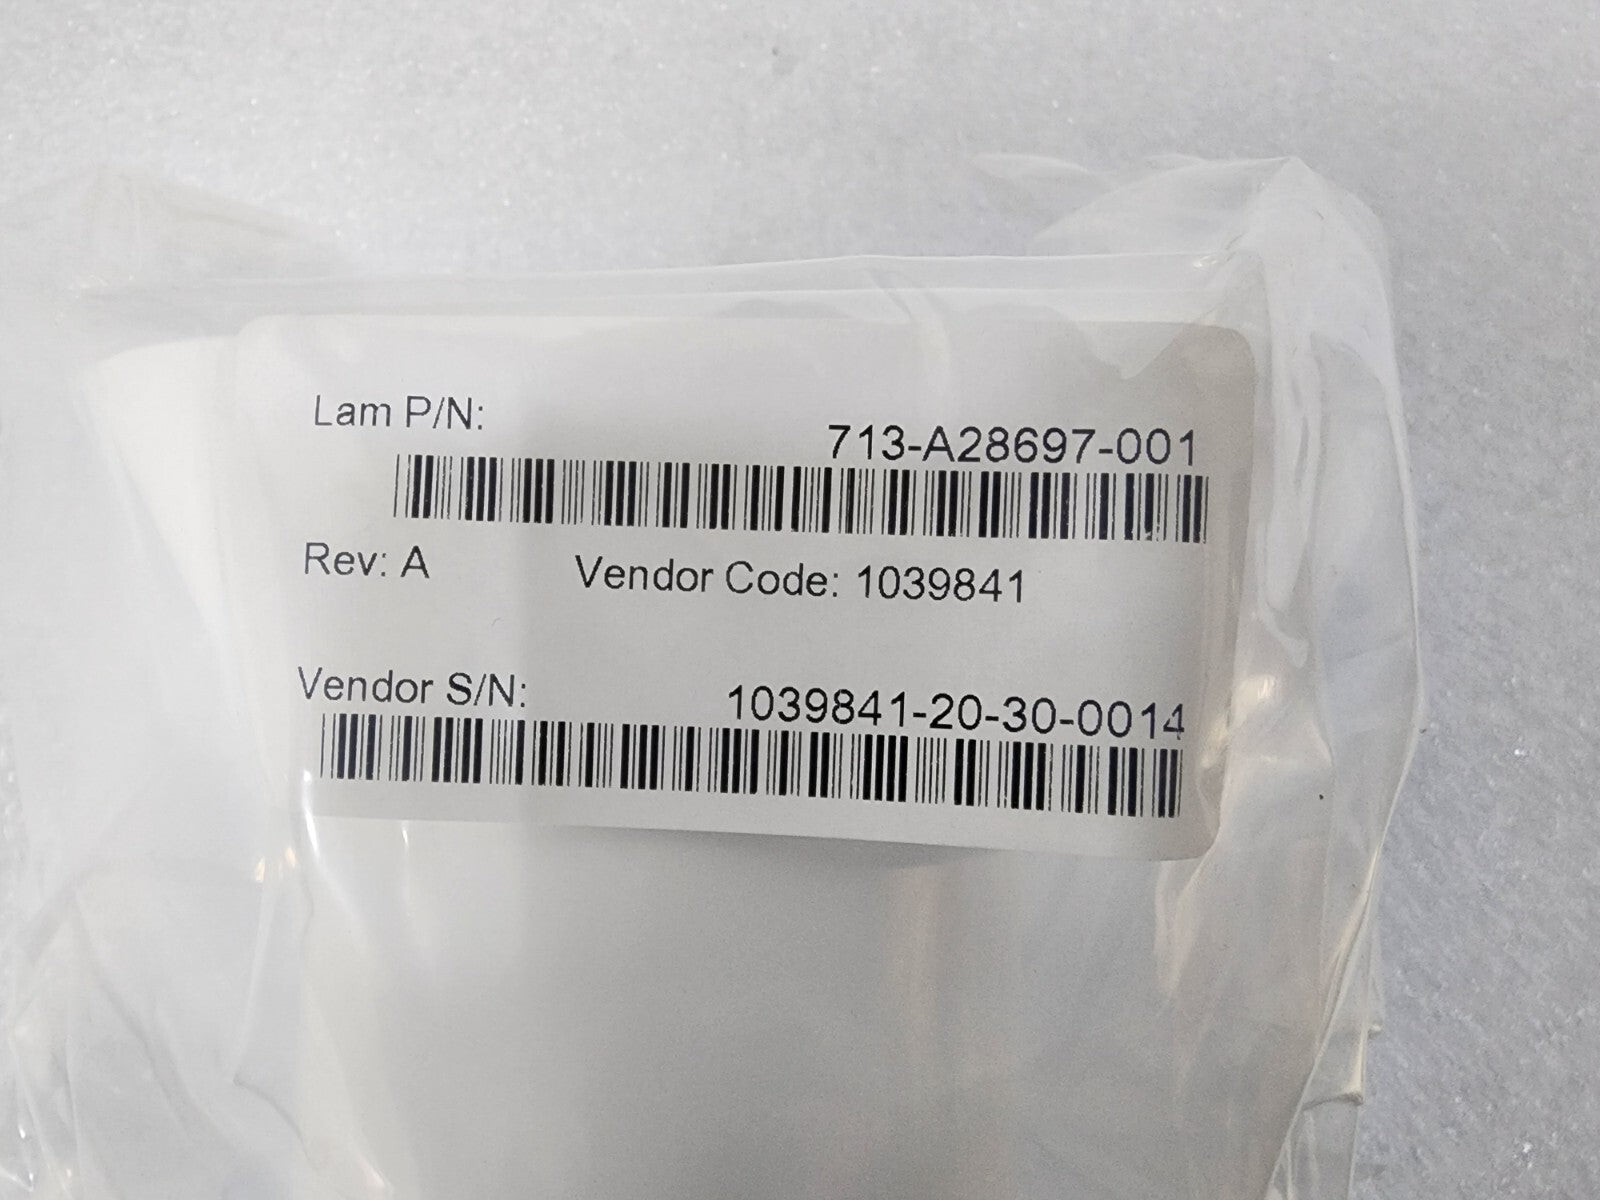 Lam P/N:
713-A28697-001
Rev: A Vendor Code: 1039841
Vendor S/N:
1039841-20-30-0014